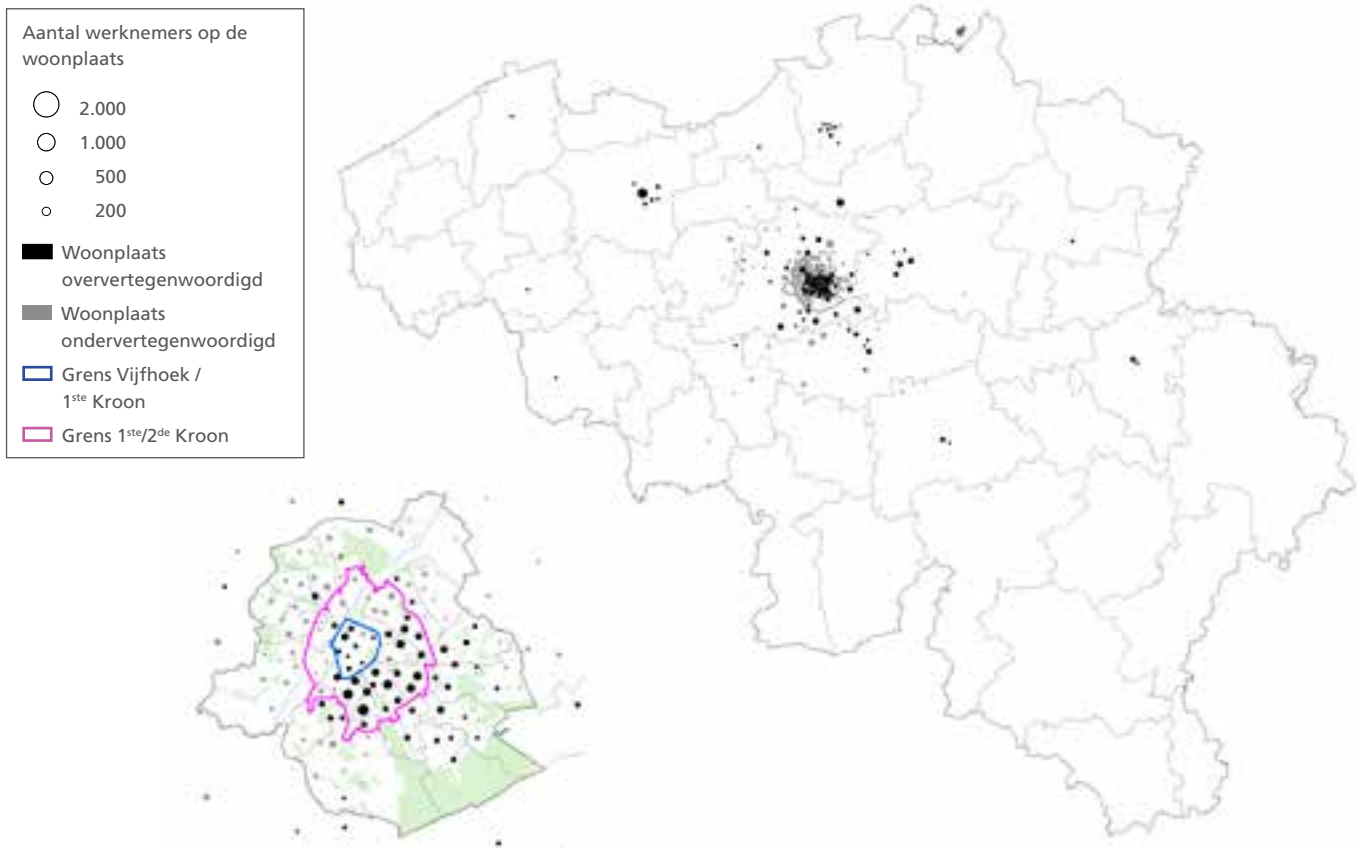 Aantal werknemers op de
woonplaats
2.000
1.000
500
200
Woonplaats
oververtegenwoordigd
Woonplaats
ondervertegenwoordigd
Grens Vijfhoek /
1ste Kroon
Grens 1ste/2de Kroon